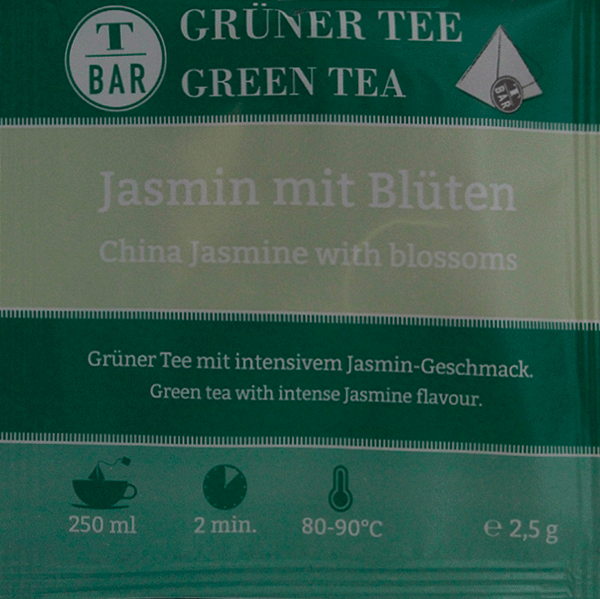 T
BAR
GRÜNER TEE
GREEN TEA
T
BAR
Jasmin mit Blüten
China Jasmine with blossoms
Grüner Tee mit intensivem Jasmin-Geschmack.
Green tea with intense Jasmine flavour.
250 ml
2 min.
80-90°C
℮ 2,5 g